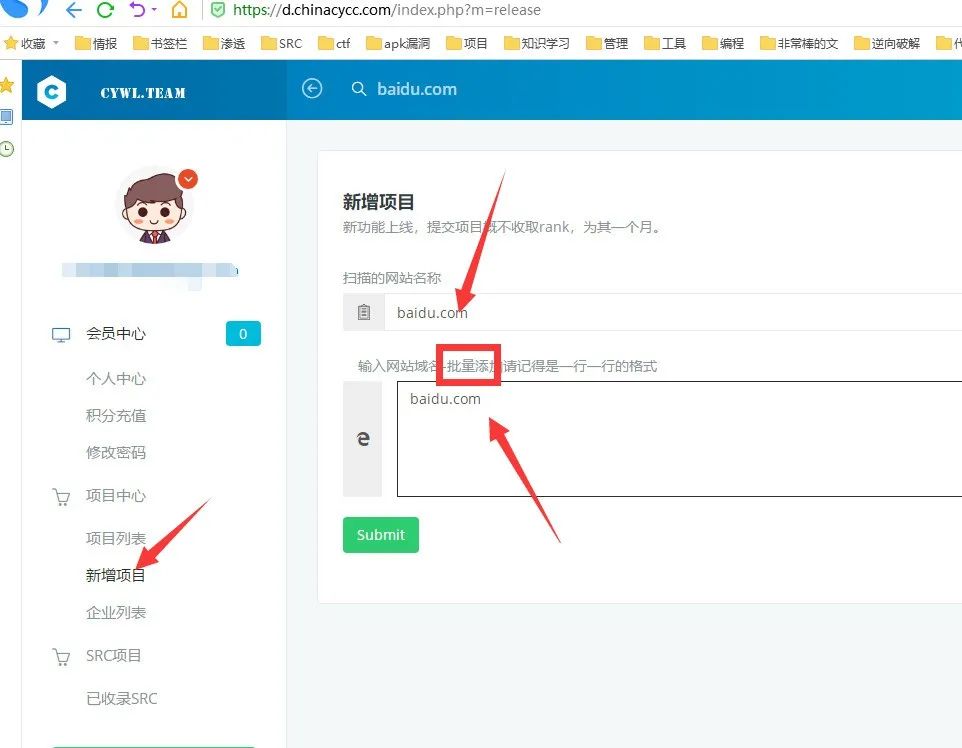 https://d.chinacycc.com/index.php?m=release
收藏 情报 书签栏 渗透 SRC ctf apk漏洞 项目 知识学习 管理 工具 编程 非常棒的文 逆向破解
CYWL.TEAM
baidu.com
新增项目
新功能上线，提交项目既不收取rank，为其一个月。
扫描的网站名称
baidu.com
输入网站域名-批量添加请记得是一行一行的格式
baidu.com
Submit
会员中心 0
个人中心
积分充值
修改密码
项目中心
项目列表
新增项目
企业列表
SRC项目
已收录SRC